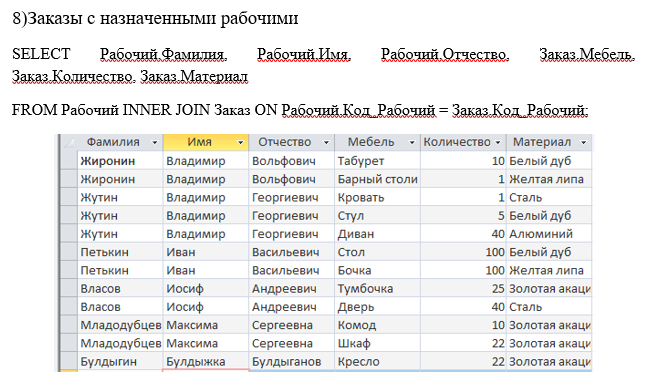 8)Заказы с назначенными рабочими
SELECT Рабочий.Фамилия, Рабочий.Имя, Рабочий.Отчество, Заказ.Мебель,
Заказ.Количество, Заказ.Материал
FROM Рабочий INNER JOIN Заказ ON Рабочий.Код_Рабочий = Заказ.Код_Рабочий;
Фамилия Имя Отчество Мебель Количество Материал
Жиронин Владимир Вольфович Табурет 10 Белый дуб
Жиронин Владимир Вольфович Барный столи 1 Желтая липа
Жутин Владимир Георгиевич Кровать 1 Сталь
Жутин Владимир Георгиевич Стул 5 Белый дуб
Жутин Владимир Георгиевич Диван 40 Алюминий
Петькин Иван Васильевич Стол 100 Белый дуб
Петькин Иван Васильевич Бочка 100 Желтая липа
Власов Иосиф Андреевич Тумбочка 25 Золотая акаци
Власов Иосиф Андреевич Дверь 40 Сталь
Младодубцев Максима Сергеевна Комод 10 Золотая акаци
Младодубцев Максима Сергеевна Шкаф 22 Золотая акаци
Булдыгин Булдыжка Булдыганов Кресло 22 Золотая акаци